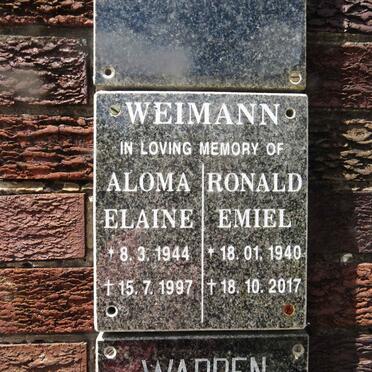 WEIMANN
IN LOVING MEMORY OF
ALOMA
ELAINE
† 8. 3. 1944
† 15. 7. 1997
RONALD
EMIEL
† 18. 01. 1940
† 18. 10. 2017
WARREN